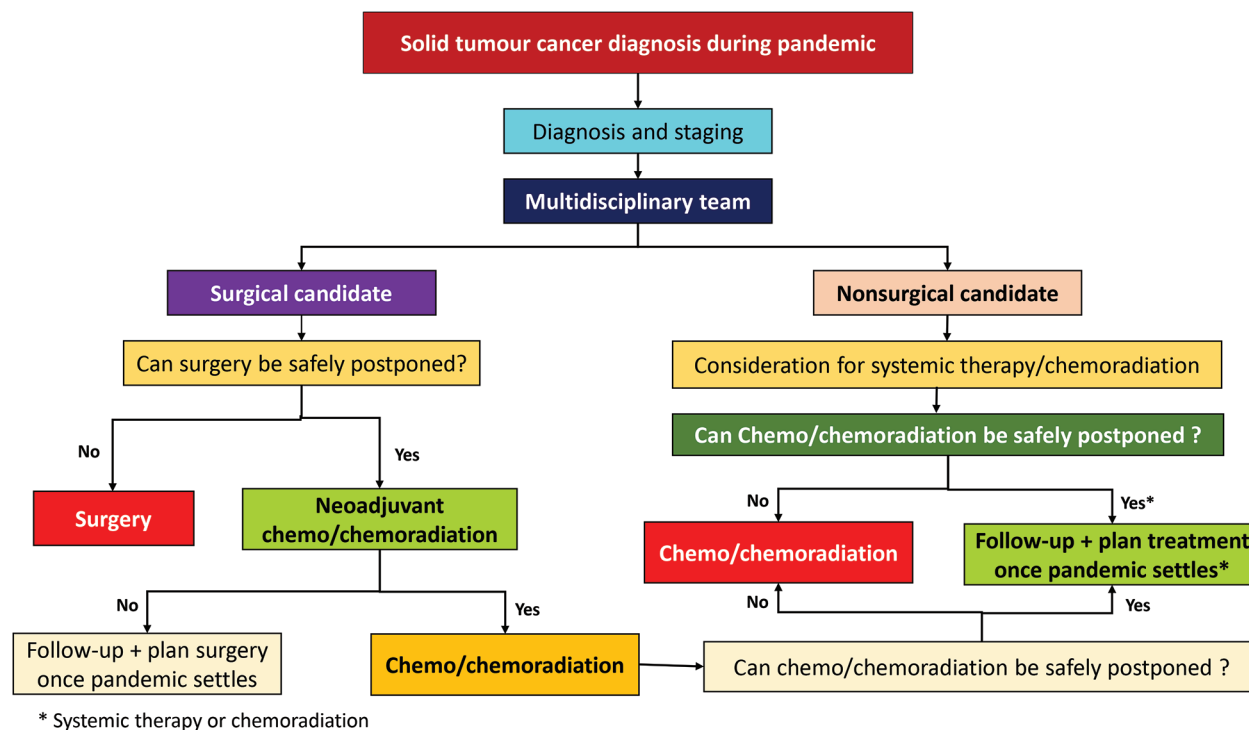 Solid tumour cancer diagnosis during pandemic
Diagnosis and staging
Multidisciplinary team
Surgical candidate
Nonsurgical candidate
Can surgery be safely postponed?
Consideration for systemic therapy/chemoradiation
Can Chemo/chemoradiation be safely postponed ?
No
Yes
No
Yes*
Surgery
Neoadjuvant
chemo/chemoradiation
Chemo/chemoradiation
Follow-up + plan treatment
once pandemic settles*
No
Yes
No
Yes
Follow-up + plan surgery
once pandemic settles
Chemo/chemoradiation
Can chemo/chemoradiation be safely postponed ?
* Systemic therapy or chemoradiation